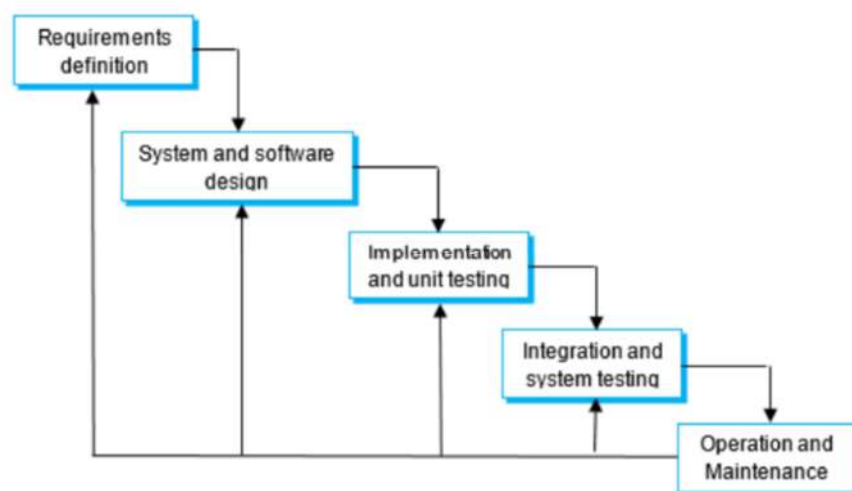 Requirements
definition
System and software
design
Implementation
and unit testing
Integration and
system testing
Operation and
Maintenance